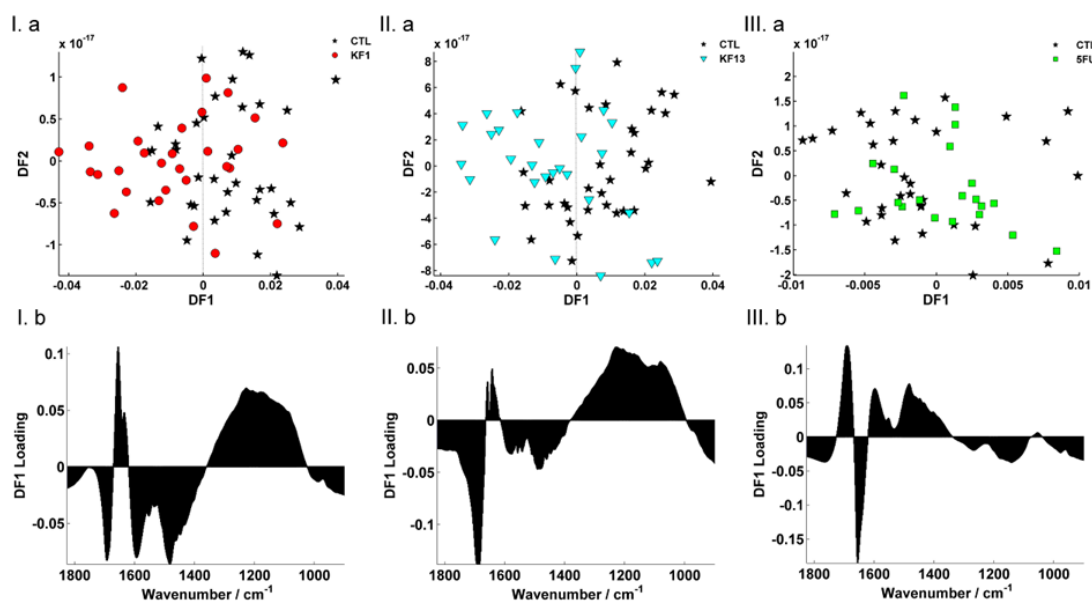 I. a
x 10⁻¹⁷
CTL
KF1
1
0.5
0
-0.5
-1
DF2
-0.04
-0.02
0
0.02
0.04
DF1
II. a
x 10⁻¹⁷
CTL
KF13
8
6
4
2
0
-2
-4
-6
-8
DF2
-0.04
-0.02
0
0.02
0.04
DF1
III. a
x 10⁻¹⁷
5FU
2
1.5
1
0.5
0
-0.5
-1
-1.5
-2
DF2
-0.01
-0.005
0
0.005
0.01
DF1
I. b
0.1
0.05
0
-0.05
DF1 Loading
1800
1600
1400
1200
1000
Wavenumber / cm⁻¹
II. b
0.05
0
-0.05
-0.1
DF1 Loading
1800
1600
1400
1200
1000
Wavenumber / cm⁻¹
III. b
0.1
0.05
0
-0.05
-0.1
-0.15
DF1 Loading
1800
1600
1400
1200
1000
Wavenumber / cm⁻¹